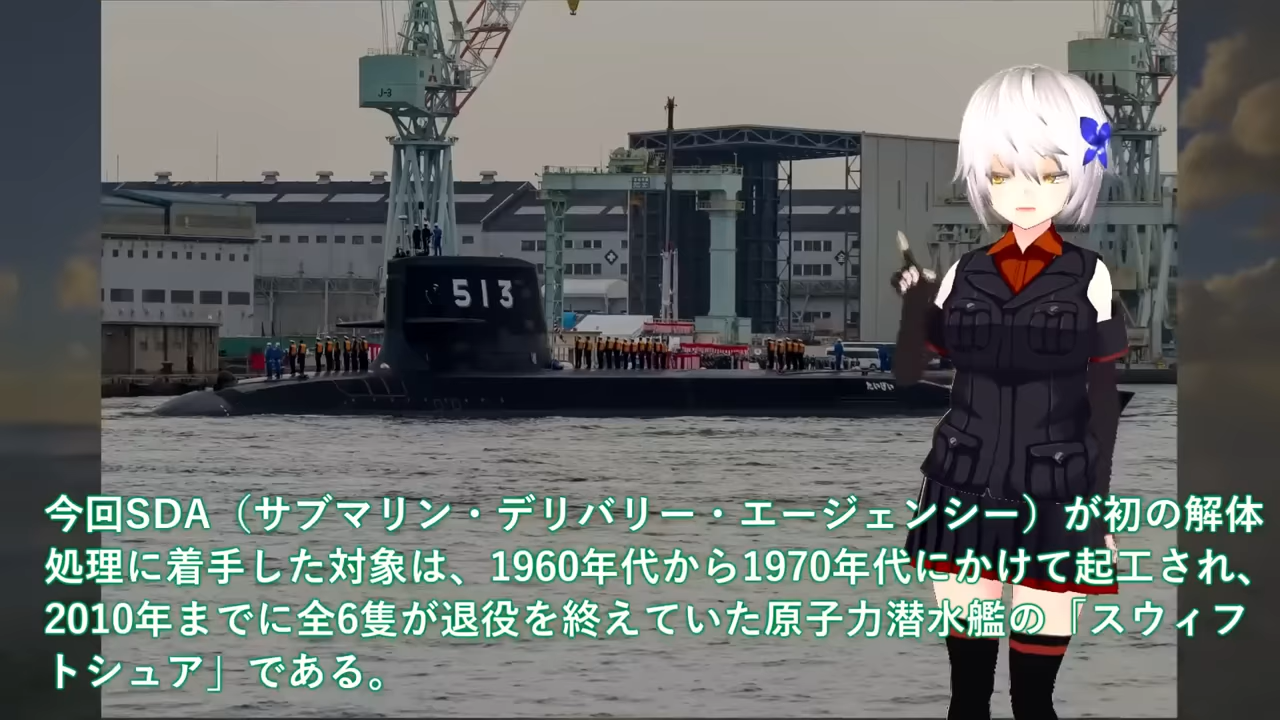 J-3
513
たいげい
今回SDA（サブマリン・デリバリー・エージェンシー）が初の解体
処理に着手した対象は、1960年代から1970年代にかけて起工され、
2010年までに全6隻が退役を終えていた原子力潜水艦の「スウィフ
トシュア」である。